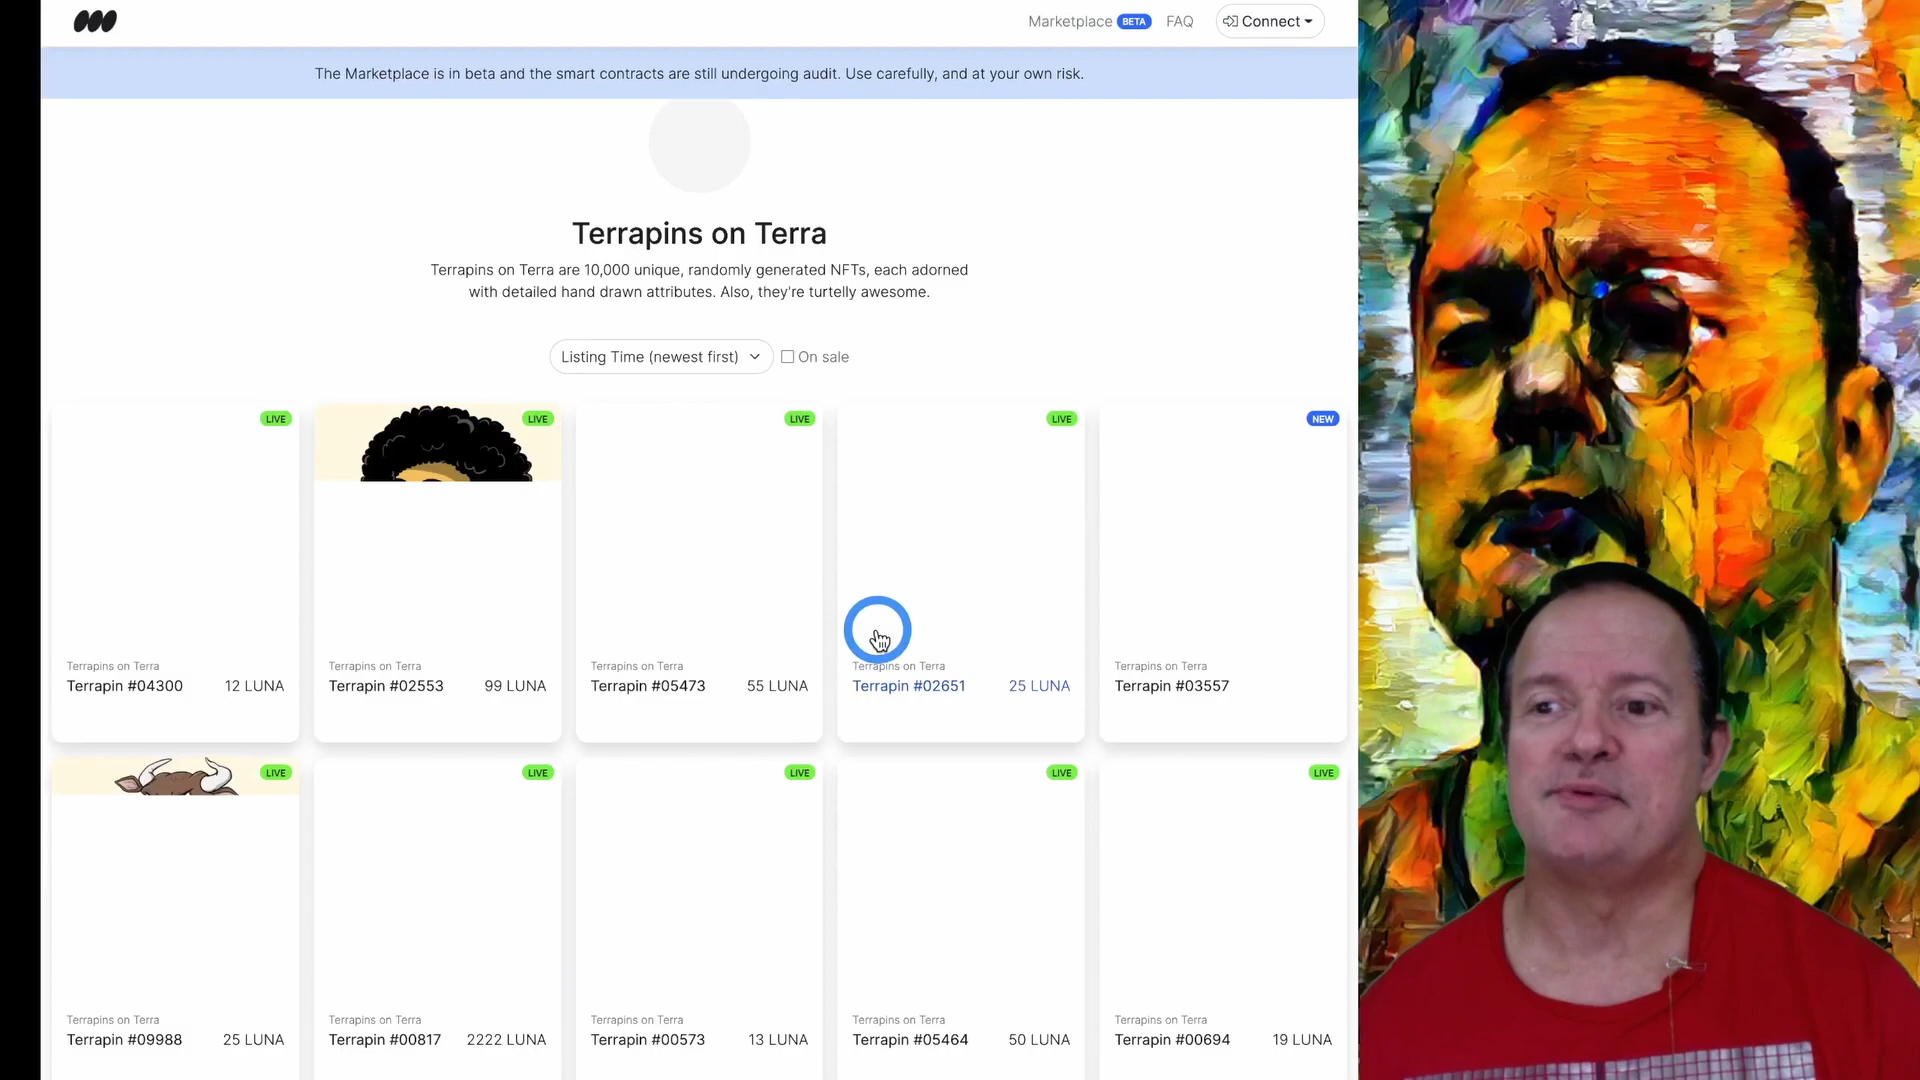 Marketplace BETA FAQ Connect
The Marketplace is in beta and the smart contracts are still undergoing audit. Use carefully, and at your own risk.
Terrapins on Terra
Terrapins on Terra are 10,000 unique, randomly generated NFTs, each adorned
with detailed hand drawn attributes. Also, they're turtelly awesome.
Listing Time (newest first) On sale
LIVE LIVE LIVE LIVE NEW
Terrapins on Terra Terrapins on Terra Terrapins on Terra Terrapins on Terra Terrapins on Terra
Terrapin #04300 12 LUNA Terrapin #02553 99 LUNA Terrapin #05473 55 LUNA Terrapin #02651 25 LUNA Terrapin #03557
LIVE LIVE LIVE LIVE LIVE
Terrapins on Terra Terrapins on Terra Terrapins on Terra Terrapins on Terra Terrapins on Terra
Terrapin #09988 25 LUNA Terrapin #00817 2222 LUNA Terrapin #00573 13 LUNA Terrapin #05464 50 LUNA Terrapin #00694 19 LUNA